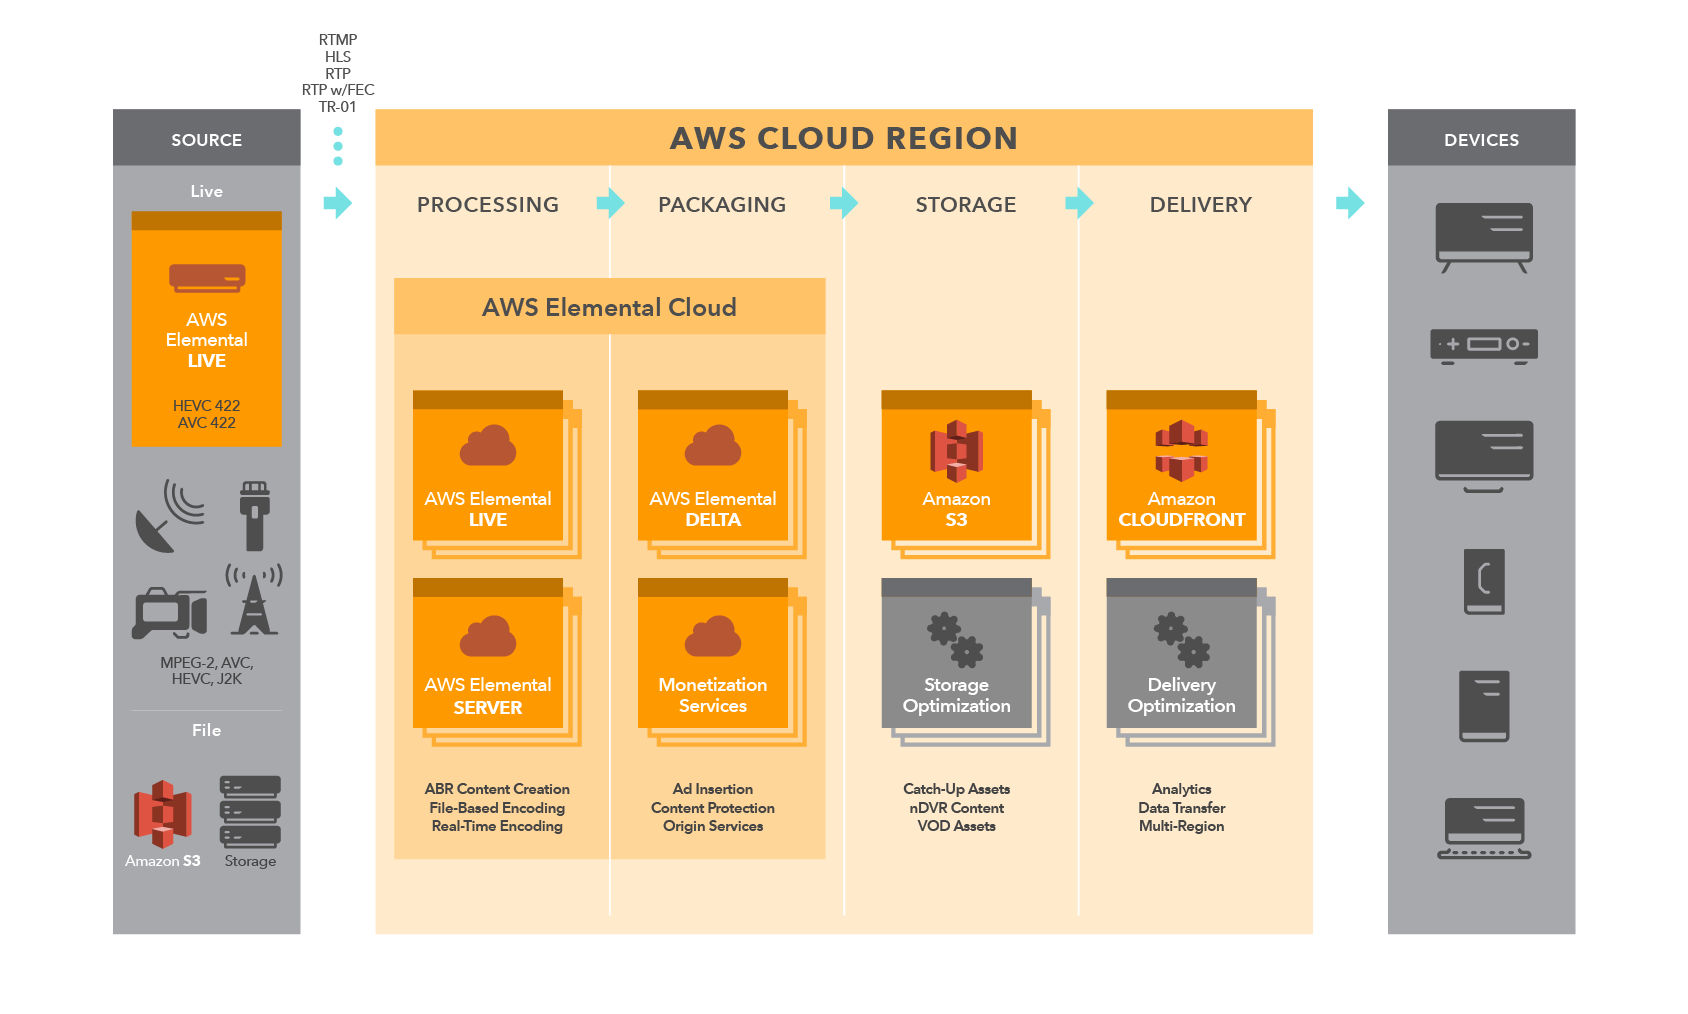 RTMP
HLS
RTP
RTP w/FEC
TR-01
SOURCE
Live
AWS
Elemental
LIVE
HEVC 422
AVC 422
MPEG-2, AVC,
HEVC, J2K
File
Amazon S3
Storage
AWS CLOUD REGION
PROCESSING
PACKAGING
STORAGE
DELIVERY
AWS Elemental Cloud
AWS Elemental
LIVE
AWS Elemental
DELTA
Amazon
S3
Amazon
CLOUDFRONT
AWS Elemental
SERVER
Monetization
Services
Storage
Optimization
Delivery
Optimization
ABR Content Creation
File-Based Encoding
Real-Time Encoding
Ad Insertion
Content Protection
Origin Services
Catch-Up Assets
nDVR Content
VOD Assets
Analytics
Data Transfer
Multi-Region
DEVICES